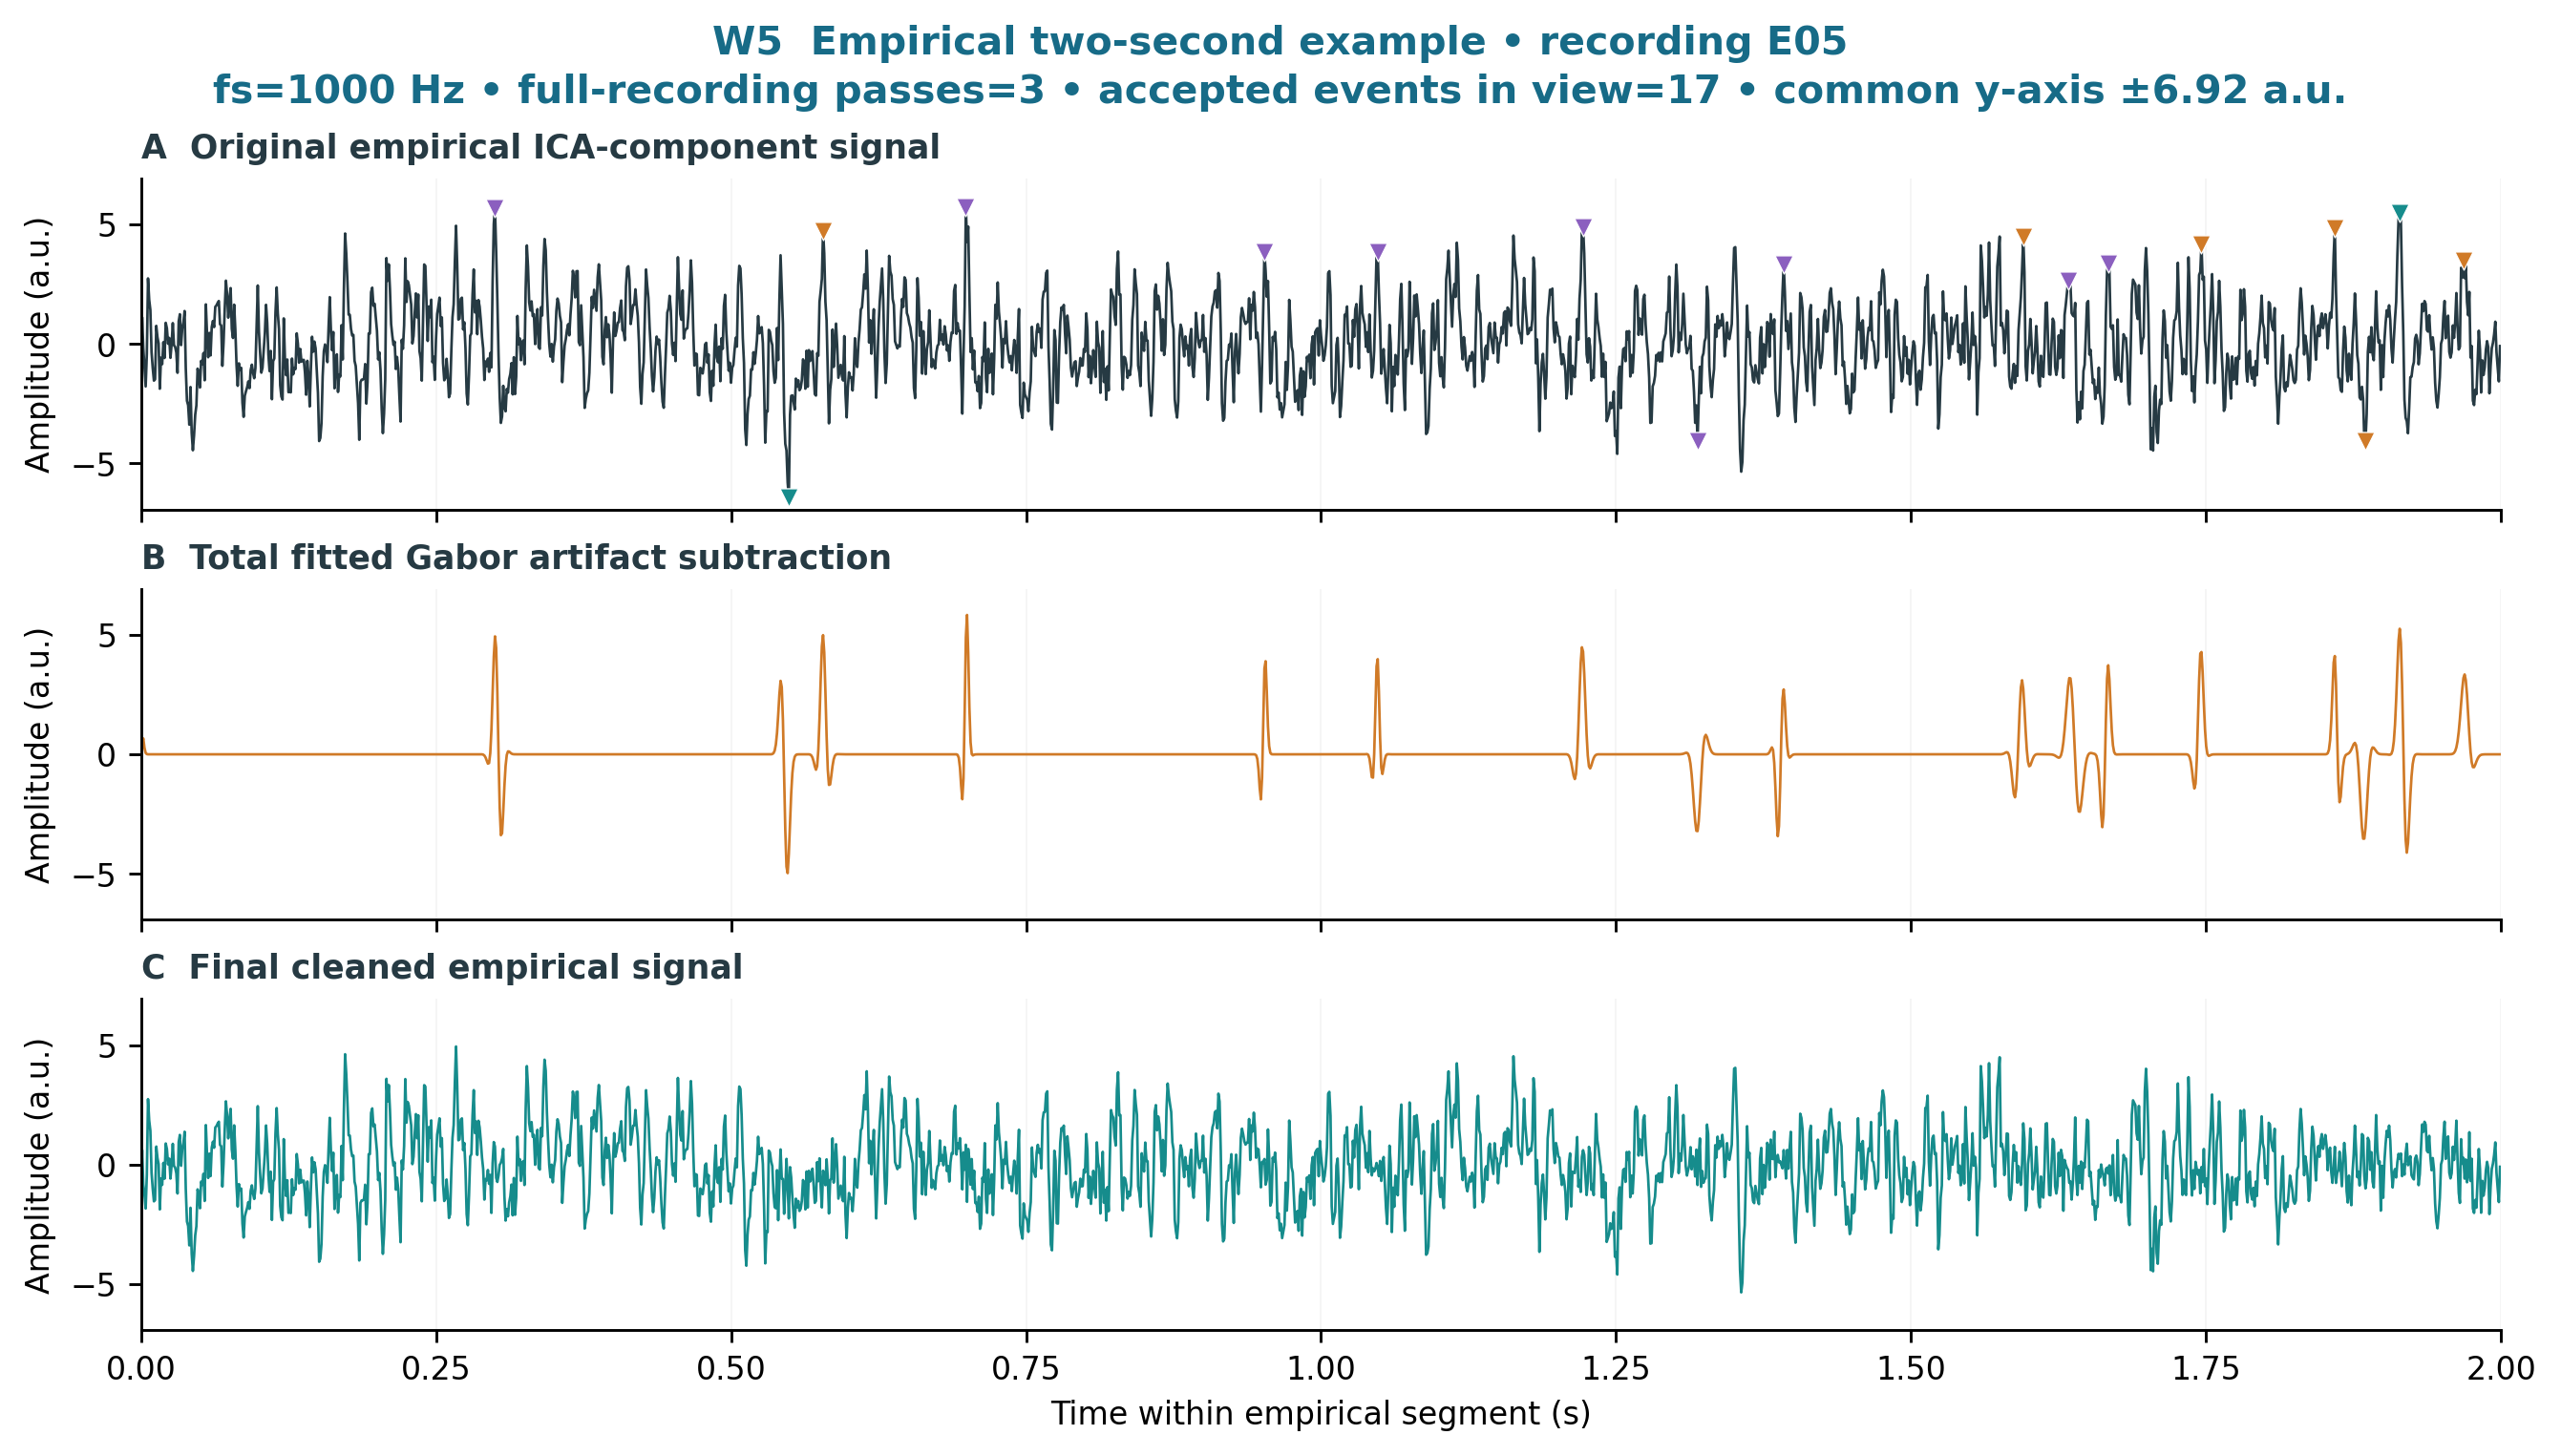 W5  Empirical two-second example • recording E05
fs=1000 Hz • full-recording passes=3 • accepted events in view=17 • common y-axis ±6.92 a.u.
A  Original empirical ICA-component signal
Amplitude (a.u.)
5
0
−5
B  Total fitted Gabor artifact subtraction
Amplitude (a.u.)
5
0
−5
C  Final cleaned empirical signal
Amplitude (a.u.)
5
0
−5
0.00 0.25 0.50 0.75 1.00 1.25 1.50 1.75 2.00
Time within empirical segment (s)